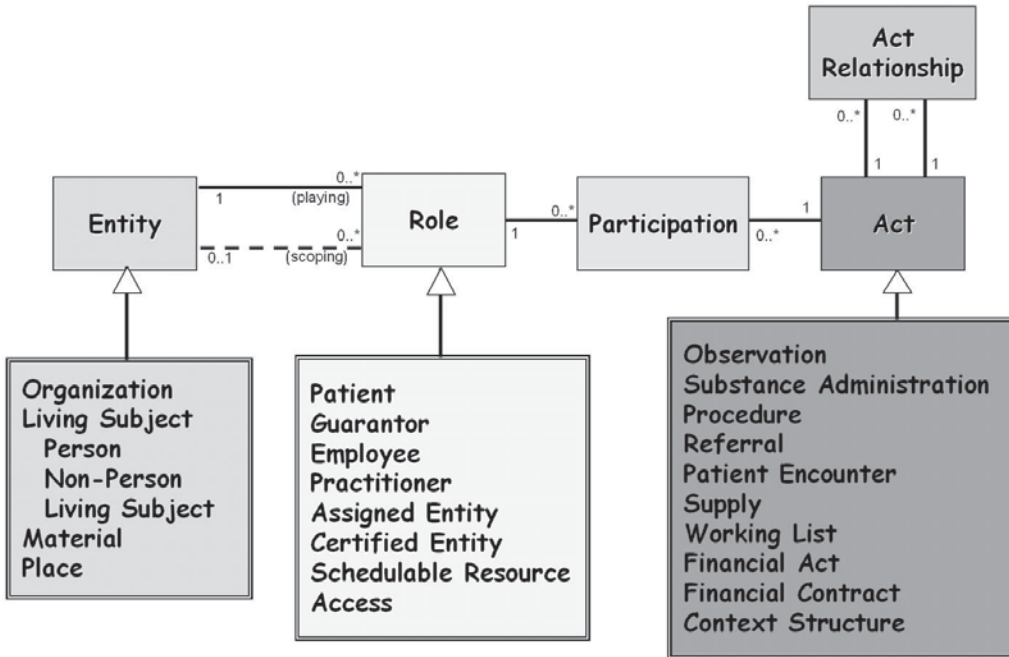 Act
Relationship
0..*
0..*
1
1
Entity
1
(playing)
0..*
0..1
(scoping)
0..*
Role
1
0..*
Participation
1
0..*
Act
Organization
Living Subject
Person
Non-Person
Living Subject
Material
Place
Patient
Guarantor
Employee
Practitioner
Assigned Entity
Certified Entity
Schedulable Resource
Access
Observation
Substance Administration
Procedure
Referral
Patient Encounter
Supply
Working List
Financial Act
Financial Contract
Context Structure